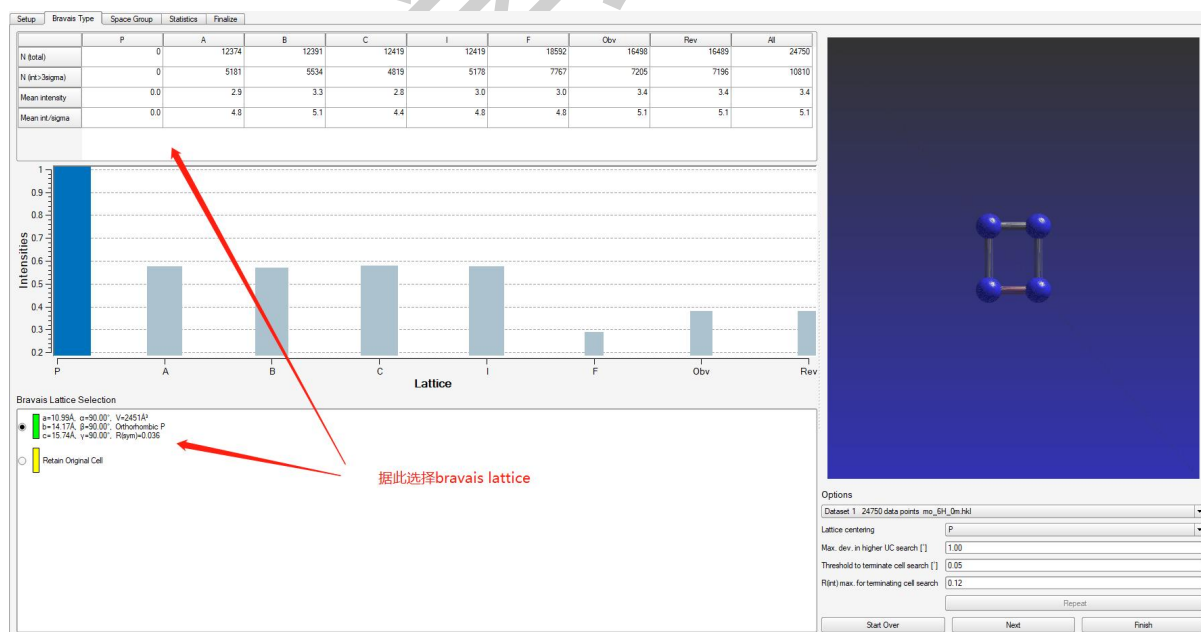 Setup Bravais Type Space Group Statistics Finalize
P A B C I F Obv Rev All
N (total) 0 12374 12391 12419 12419 18592 16498 16489 24750
N (int>3sigma) 0 5181 5534 4819 5178 7767 7205 7196 10810
Mean intensity 0.0 2.9 3.3 2.8 3.0 3.0 3.4 3.4 3.4
Mean int/sigma 0.0 4.8 5.1 4.4 4.8 4.8 5.1 5.1 5.1
1
0.9
0.8
0.7
0.6
0.5
0.4
0.3
0.2
Intensities
P A B C I F Obv Rev
Lattice
Bravais Lattice Selection
a=10.99Å, α=90.00°, V=2451Å³
b=14.17Å, β=90.00°, Orthorhombic P
c=15.74Å, γ=90.00°, R(sym)=0.036
Retain Original Cell
据此选择bravais lattice
Options
Dataset 1 24750 data points mo_6H_0m.hkl
Lattice centering P
Max. dev. in higher UC search [°] 1.00
Threshold to terminate cell search [°] 0.05
R(int) max. for terminating cell search 0.12
Repeat
Start Over Next Finish